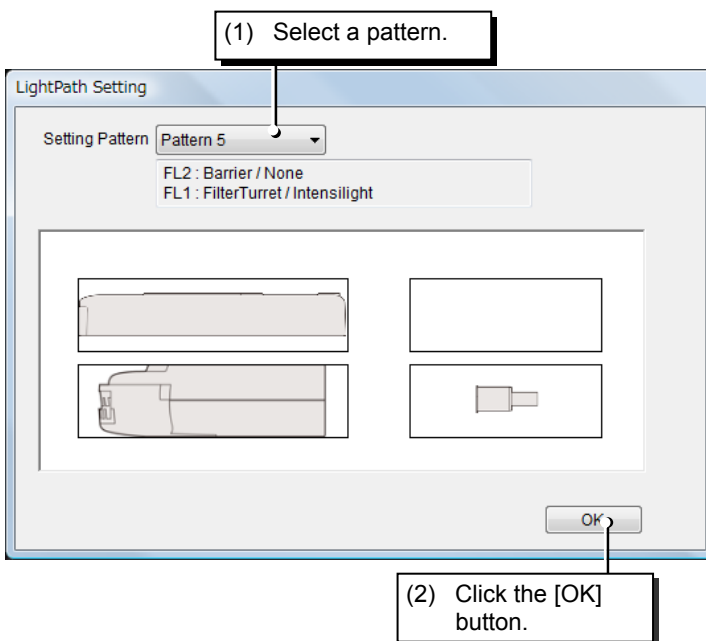 (1) Select a pattern.
LightPath Setting
Setting Pattern Pattern 5
FL2 : Barrier / None
FL1 : FilterTurret / Intensilight
OK
(2) Click the [OK]
button.